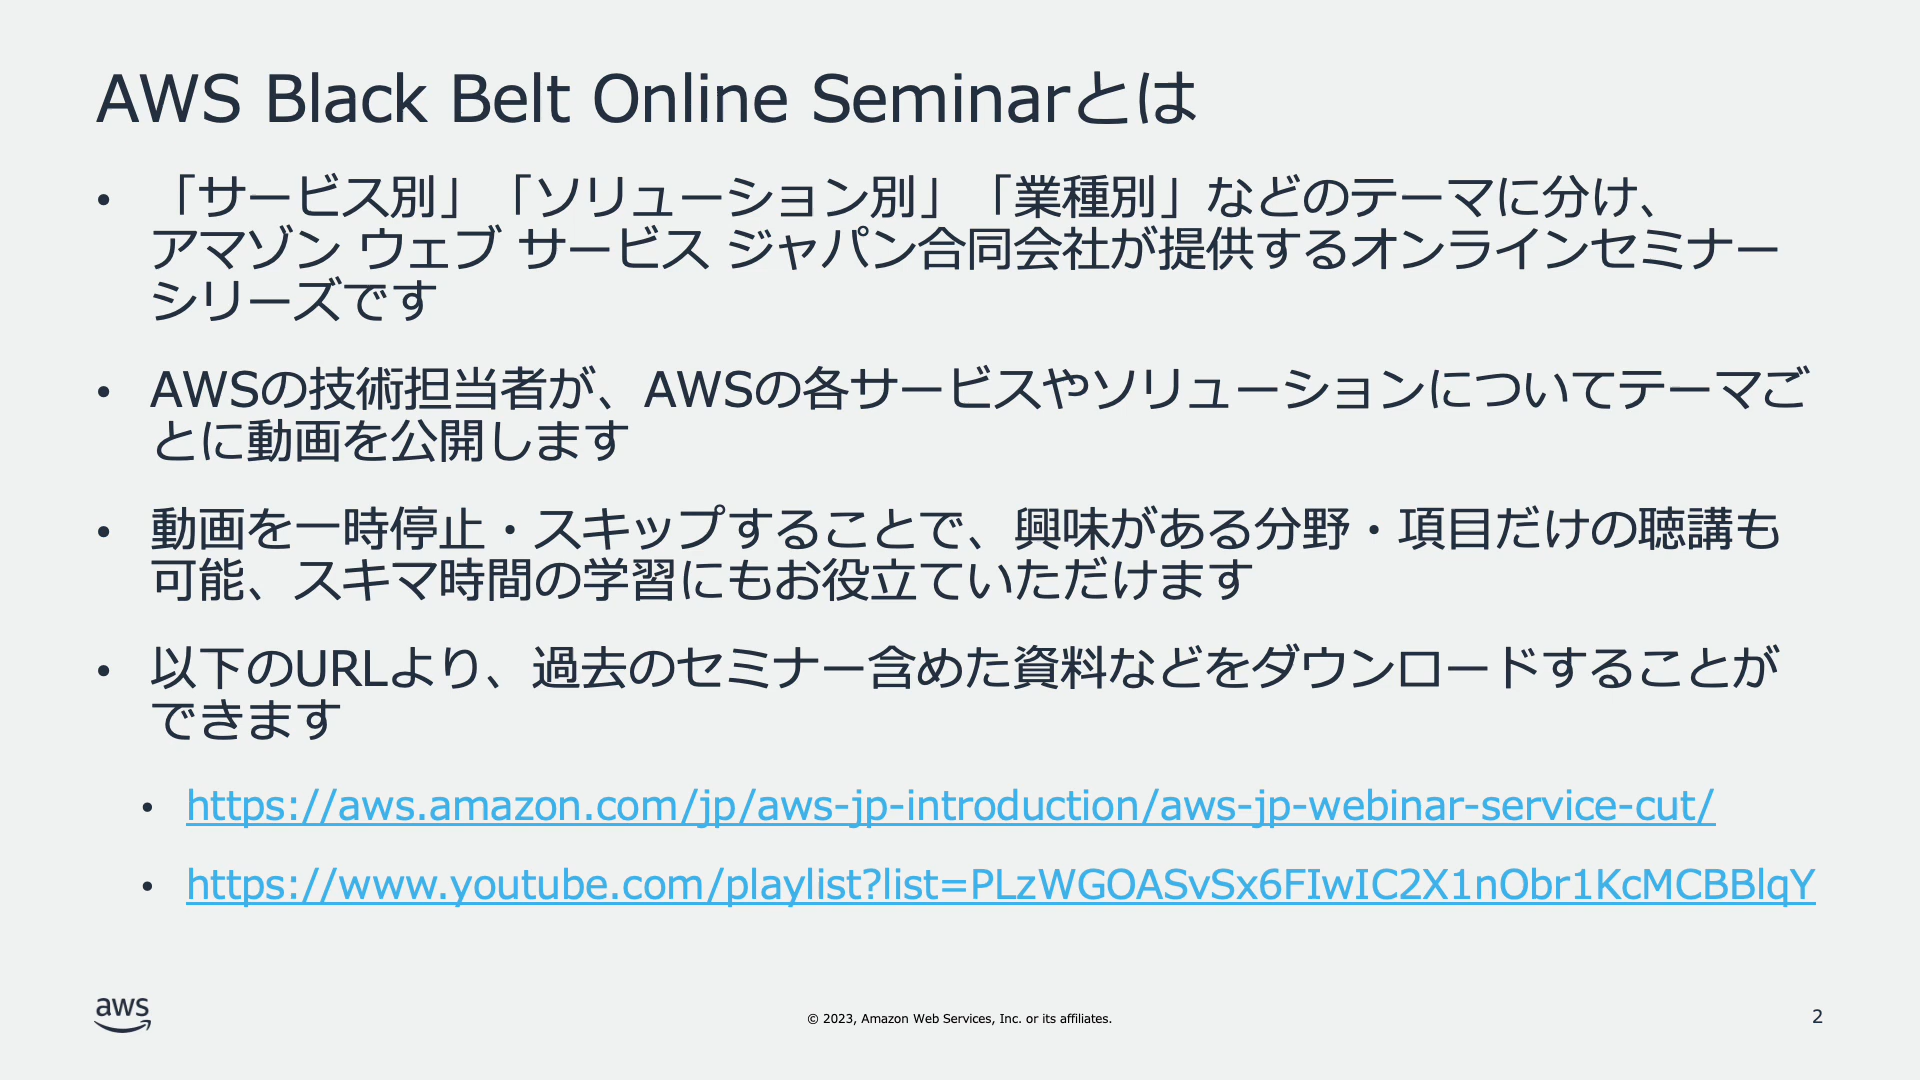 AWS Black Belt Online Seminarとは
• 「サービス別」「ソリューション別」「業種別」などのテーマに分け、
アマゾン ウェブ サービス ジャパン合同会社が提供するオンラインセミナー
シリーズです
• AWSの技術担当者が、AWSの各サービスやソリューションについてテーマご
とに動画を公開します
• 動画を一時停止・スキップすることで、興味がある分野・項目だけの聴講も
可能、スキマ時間の学習にもお役立ていただけます
• 以下のURLより、過去のセミナー含めた資料などをダウンロードすることが
できます
• https://aws.amazon.com/jp/aws-jp-introduction/aws-jp-webinar-service-cut/
• https://www.youtube.com/playlist?list=PLzWGOASvSx6FIwIC2X1nObr1KcMCBBlqY
aws
© 2023, Amazon Web Services, Inc. or its affiliates.
2